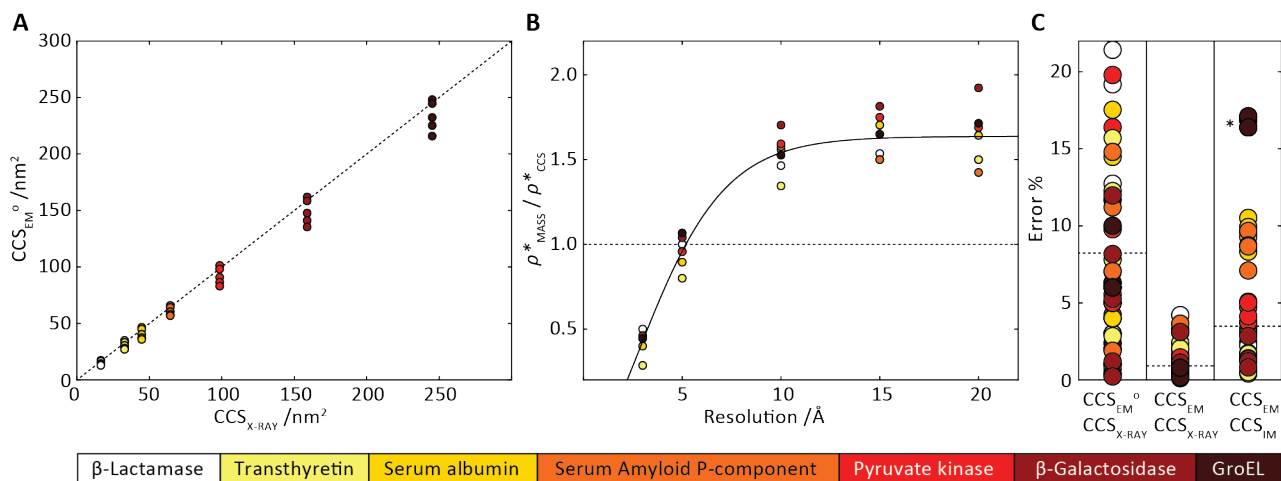 A
B
C
300
250
200
150
100
50
0
0
50
100
150
200
250
300
CCS_EM° /nm²
CCS_X-RAY /nm²
2.0
1.5
1.0
0.5
5
10
15
20
ρ*_MASS / ρ*_CCS
Resolution /Å
20
15
10
5
0
Error %
*
CCS_EM° CCS_EM CCS_EM
CCS_X-RAY CCS_X-RAY CCS_IM
β-Lactamase Transthyretin Serum albumin Serum Amyloid P-component Pyruvate kinase β-Galactosidase GroEL